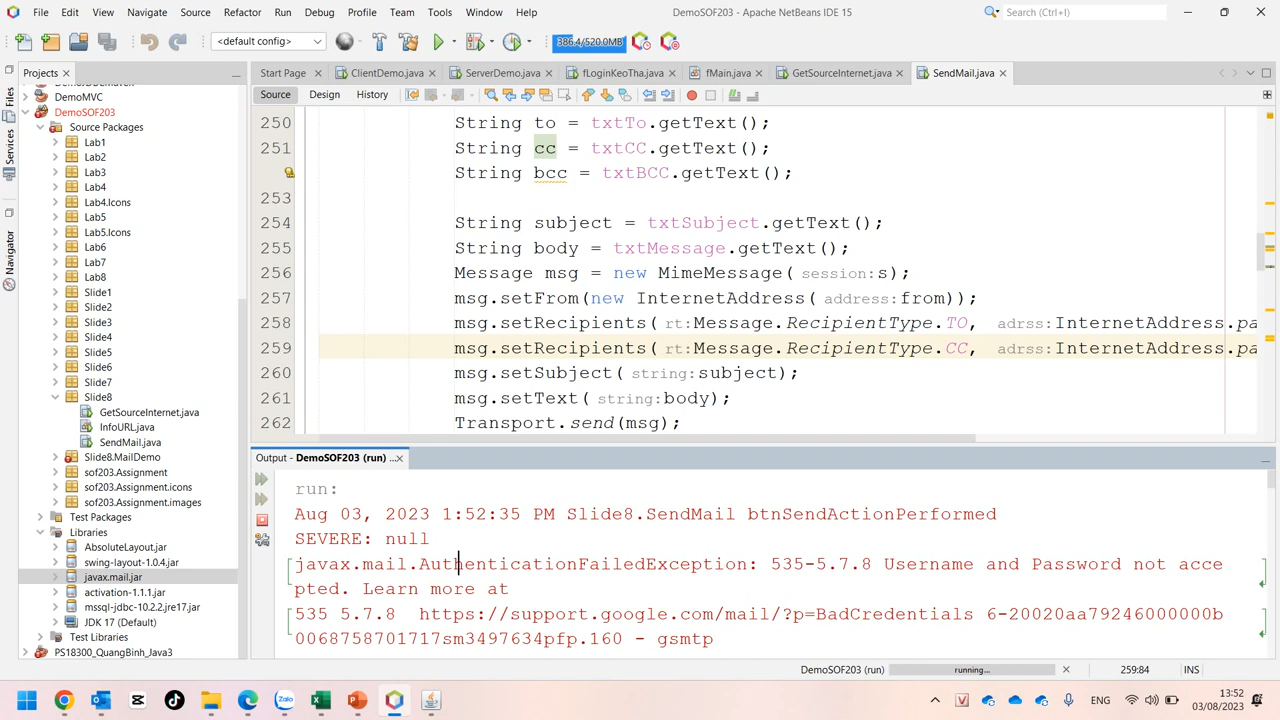 File Edit View Navigate Source Refactor Run Debug Profile Team Tools Window Help DemoSOF203 - Apache NetBeans IDE 15 Search (Ctrl+I)
<default config> 386.4/520.0MB
Projects
Start Page ClientDemo.java ServerDemo.java fLoginKeoTha.java fMain.java GetSourceInternet.java SendMail.java
Source Design History
Files
Services
Navigator
DemoMVC
DemoSOF203
Source Packages
Lab1
Lab2
Lab3
Lab4
Lab4.Icons
Lab5
Lab5.Icons
Lab6
Lab7
Lab8
Slide1
Slide2
Slide3
Slide4
Slide5
Slide6
Slide7
Slide8
GetSourceInternet.java
InfoURL.java
SendMail.java
Slide8.MailDemo
sof203.Assignment
sof203.Assignment.icons
sof203.Assignment.images
Test Packages
Libraries
AbsoluteLayout.jar
swing-layout-1.0.4.jar
javax.mail.jar
activation-1.1.1.jar
mssql-jdbc-10.2.2.jre17.jar
JDK 17 (Default)
Test Libraries
PS18300_QuangBinh_Java3
250 String to = txtTo.getText();
251 String cc = txtCC.getText();
String bcc = txtBCC.getText();
253
254 String subject = txtSubject.getText();
255 String body = txtMessage.getText();
256 Message msg = new MimeMessage( session:s);
257 msg.setFrom(new InternetAddress( address:from));
258 msg.setRecipients( rt:Message.RecipientType.TO, adrss:InternetAddress.pa
259 msg.setRecipients( rt:Message.RecipientType.CC, adrss:InternetAddress.pa
260 msg.setSubject( string:subject);
261 msg.setText( string:body);
262 Transport.send(msg);
Output - DemoSOF203 (run) ...
run:
Aug 03, 2023 1:52:35 PM Slide8.SendMail btnSendActionPerformed
SEVERE: null
javax.mail.AuthenticationFailedException: 535-5.7.8 Username and Password not acce
pted. Learn more at
535 5.7.8 https://support.google.com/mail/?p=BadCredentials 6-20020aa79246000000b
0068758701717sm3497634pfp.160 - gsmtp
DemoSOF203 (run) running... 259:84 INS
Zalo ENG 13:52
03/08/2023